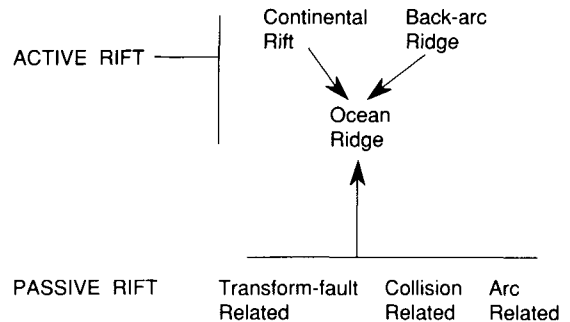 Continental
Rift
Back-arc
Ridge
ACTIVE RIFT
Ocean
Ridge
PASSIVE RIFT
Transform-fault
Related
Collision
Related
Arc
Related